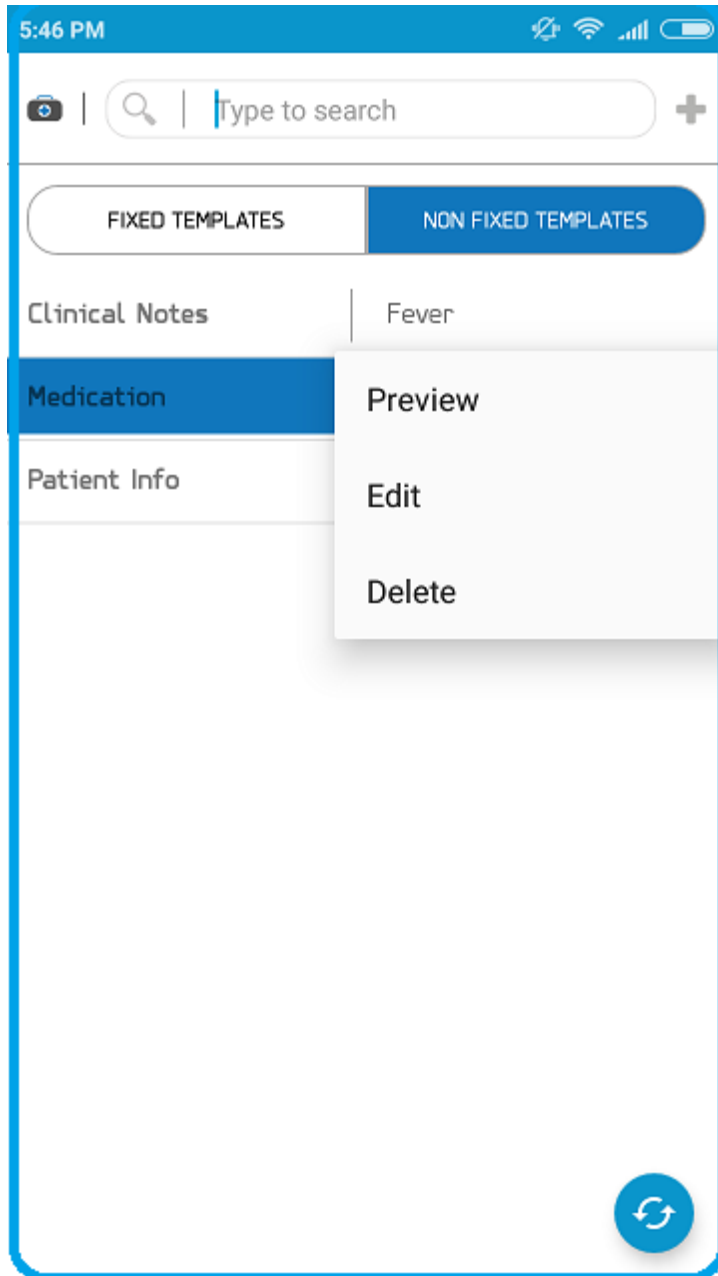 5:46 PM
Type to search
FIXED TEMPLATES NON FIXED TEMPLATES
Clinical Notes Fever
Medication Preview
Patient Info
Edit
Delete